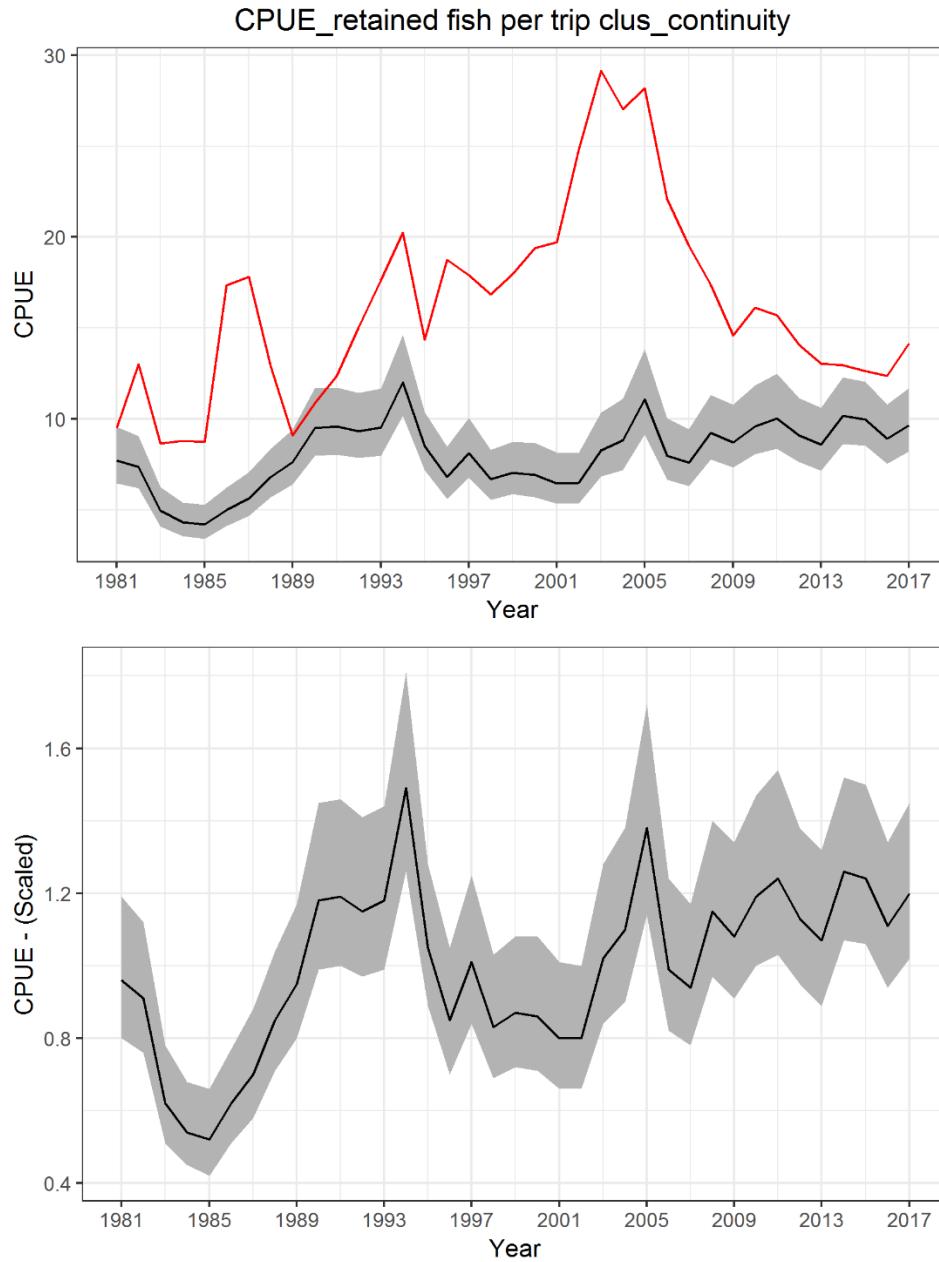 CPUE_retained fish per trip clus_continuity
30
20
10
CPUE
1981 1985 1989 1993 1997 2001 2005 2009 2013 2017
Year
1.6
1.2
0.8
0.4
CPUE - (Scaled)
1981 1985 1989 1993 1997 2001 2005 2009 2013 2017
Year